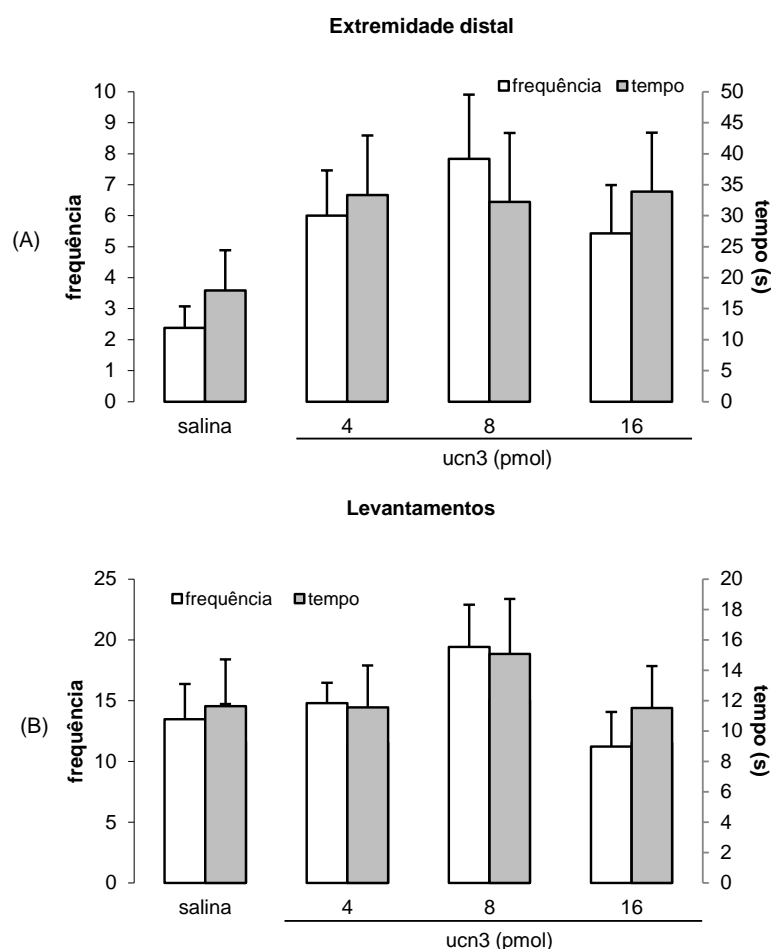 Extremidade distal
frequência tempo
(A)
frequência
10
9
8
7
6
5
4
3
2
1
0
tempo (s)
50
45
40
35
30
25
20
15
10
5
0
salina 4 8 16
ucn3 (pmol)
Levantamentos
frequência tempo
(B)
frequência
25
20
15
10
5
0
tempo (s)
20
18
16
14
12
10
8
6
4
2
0
salina 4 8 16
ucn3 (pmol)